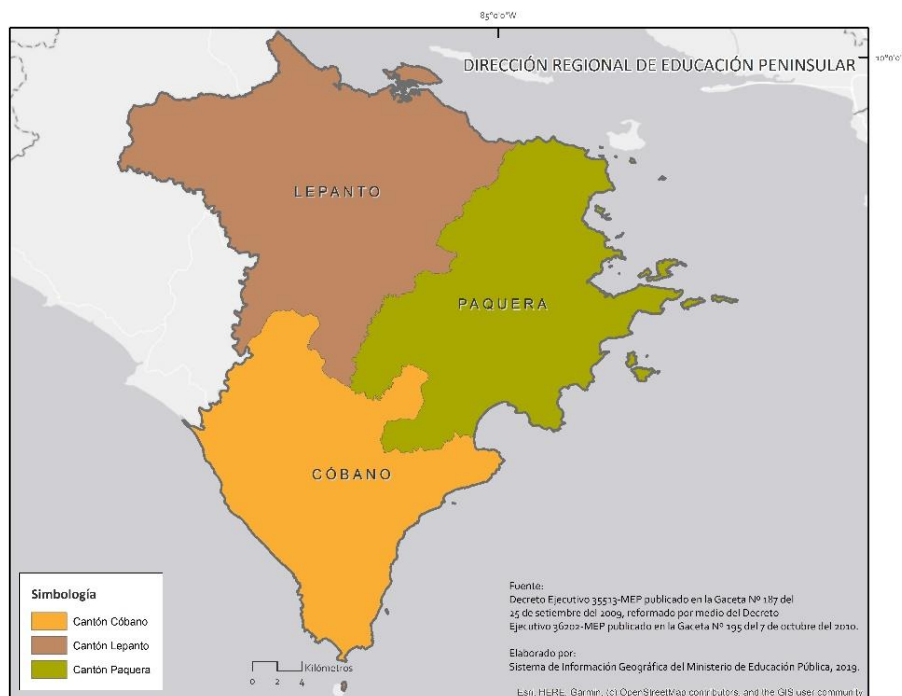 85°0'0"W
10°0'0"
DIRECCIÓN REGIONAL DE EDUCACIÓN PENINSULAR
LEPANTO
PAQUERA
CÓBANO
Simbología
Cantón Cóbano
Cantón Lepanto
Cantón Paquera
Kilómetros
0 2 4
Fuente:
Decreto Ejecutivo 35513-MEP publicado en la Gaceta Nº 187 del
25 de setiembre del 2009, reformado por medio del Decreto
Ejecutivo 36202-MEP publicado en la Gaceta Nº 195 del 7 de octubre del 2010.
Elaborado por:
Sistema de Información Geográfica del Ministerio de Educación Pública, 2019.
Esri, HERE, Garmin, (c) OpenStreetMap contributors, and the GIS user community